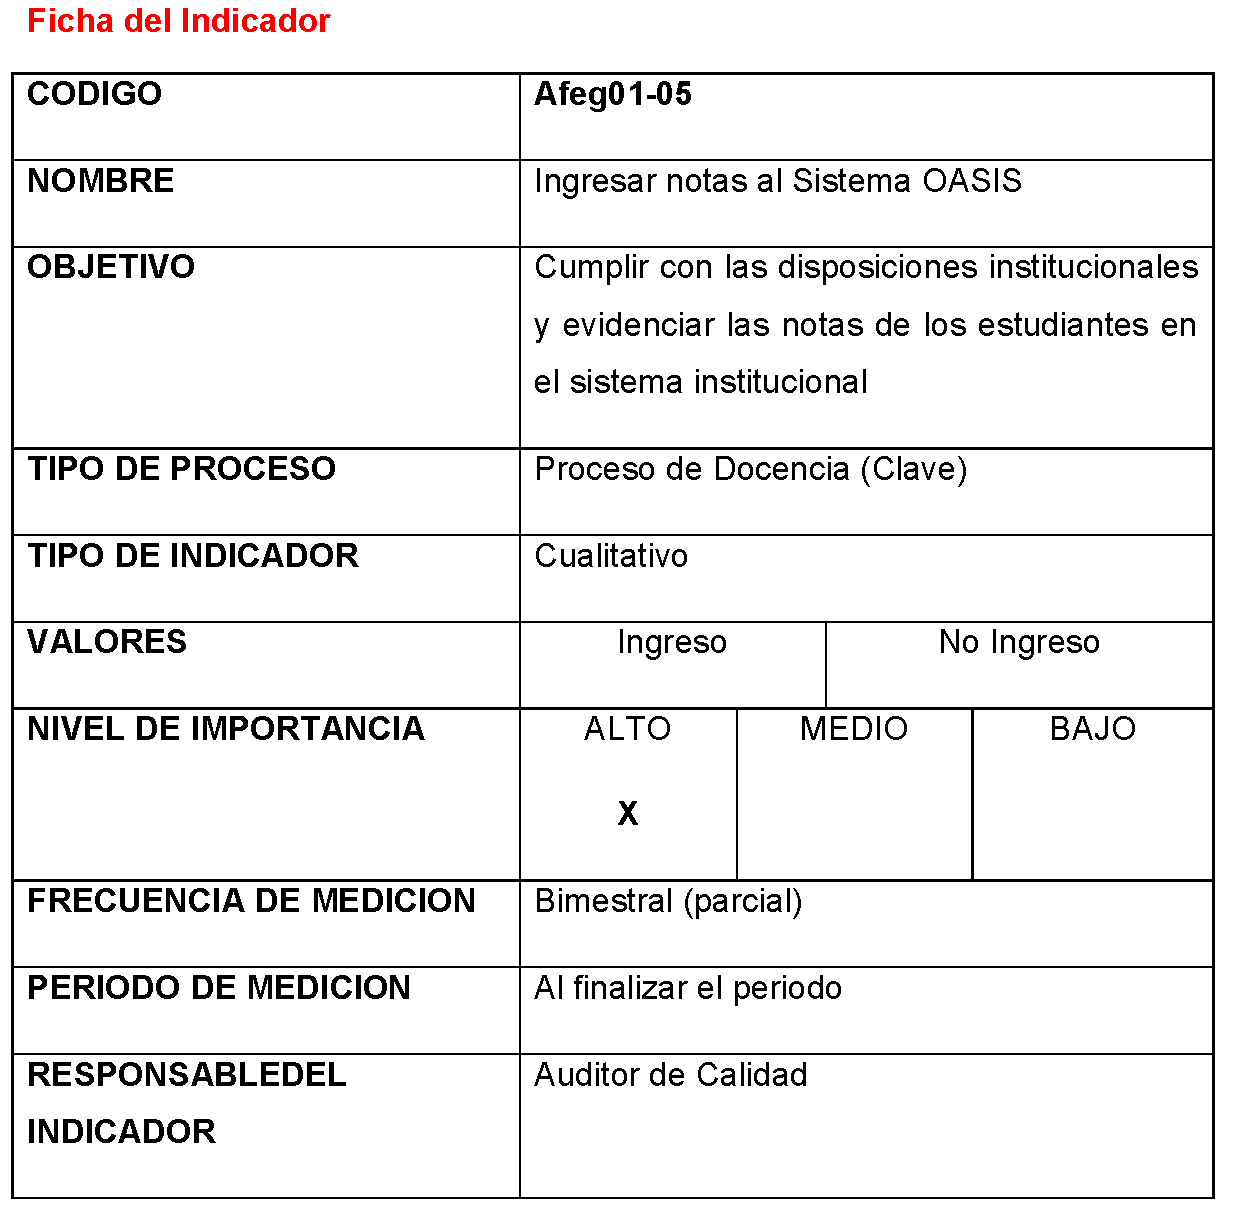 Ficha del Indicador
CODIGO Afeg01-05
NOMBRE Ingresar notas al Sistema OASIS
OBJETIVO Cumplir con las disposiciones institucionales
y evidenciar las notas de los estudiantes en
el sistema institucional
TIPO DE PROCESO Proceso de Docencia (Clave)
TIPO DE INDICADOR Cualitativo
VALORES Ingreso No Ingreso
NIVEL DE IMPORTANCIA ALTO MEDIO BAJO
X
FRECUENCIA DE MEDICION Bimestral (parcial)
PERIODO DE MEDICION Al finalizar el periodo
RESPONSABLEDEL Auditor de Calidad
INDICADOR